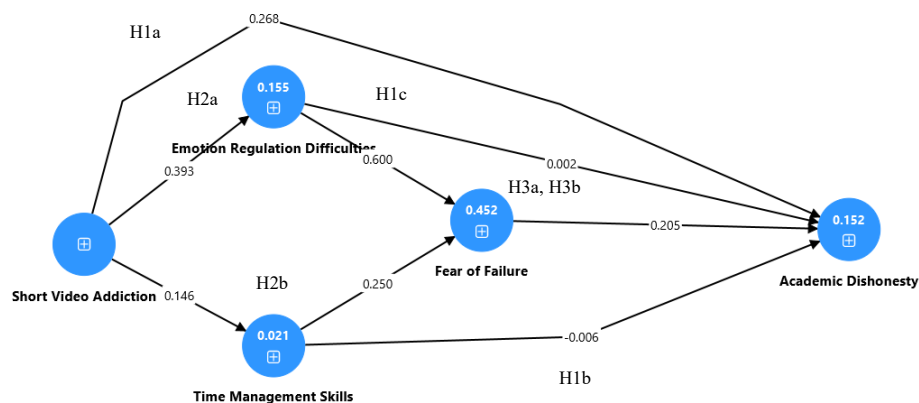 0.268
H1a
0.155
H1c
H2a
Emotion Regulation Difficulties
0.600
0.393
0.002
H3a, H3b
0.452
0.205
0.152
Fear of Failure
Academic Dishonesty
H2b
0.250
Short Video Addiction
0.146
0.021
-0.006
H1b
Time Management Skills